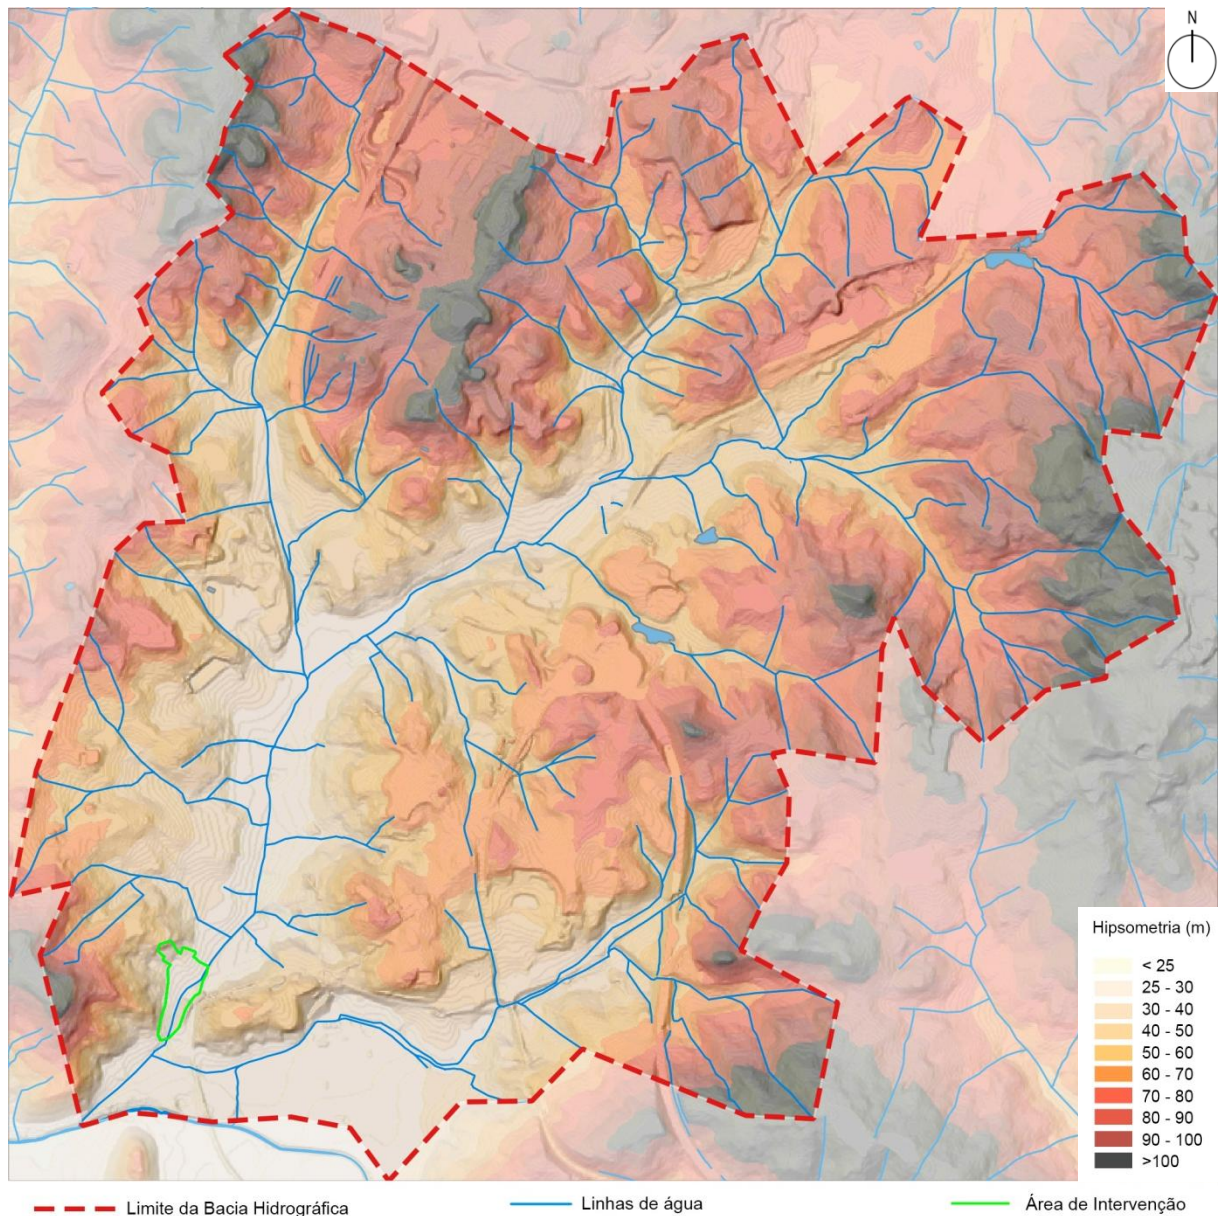 N
Hipsometria (m)
< 25
25 - 30
30 - 40
40 - 50
50 - 60
60 - 70
70 - 80
80 - 90
90 - 100
>100
Limite da Bacia Hidrográfica
Linhas de água
Área de Intervenção